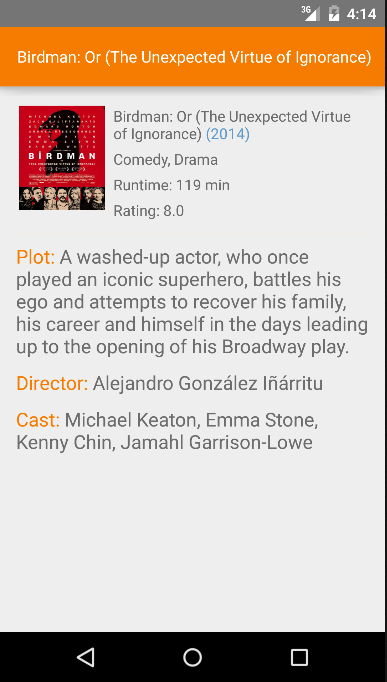 3G 4:14
Birdman: Or (The Unexpected Virtue of Ignorance)
BIRDMAN
Birdman: Or (The Unexpected Virtue
of Ignorance) (2014)
Comedy, Drama
Runtime: 119 min
Rating: 8.0
Plot: A washed-up actor, who once
played an iconic superhero, battles his
ego and attempts to recover his family,
his career and himself in the days leading
up to the opening of his Broadway play.
Director: Alejandro González Iñárritu
Cast: Michael Keaton, Emma Stone,
Kenny Chin, Jamahl Garrison-Lowe